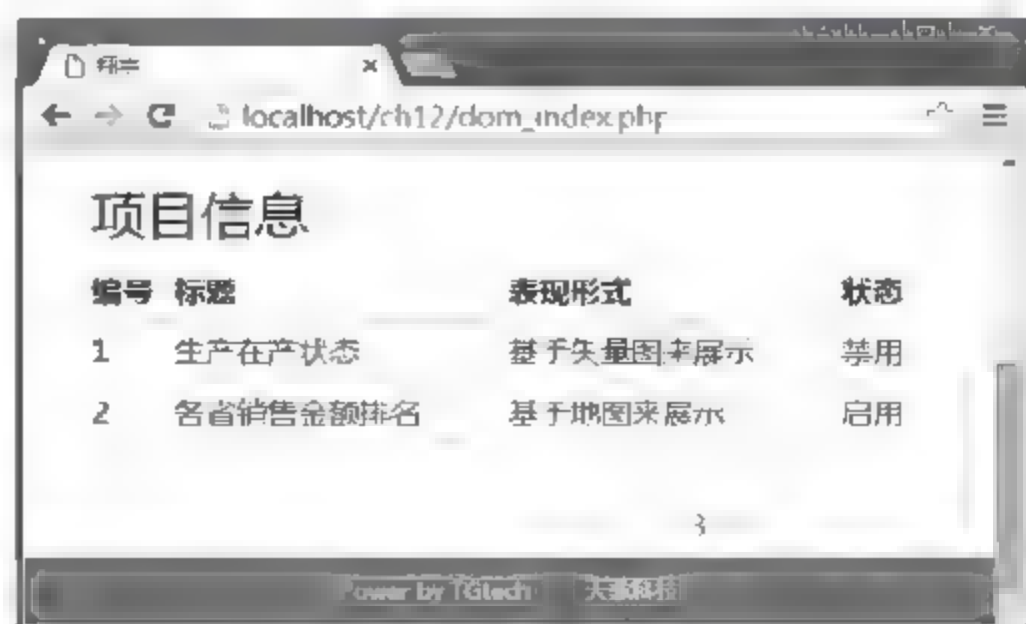 localhost/ch12/dom_index.php
项目信息
编号 标题 表现形式 状态
1 生产在产状态 基于矢量图来展示 禁用
2 各省销售金额排名 基于地图来展示 启用
Power by TGtech